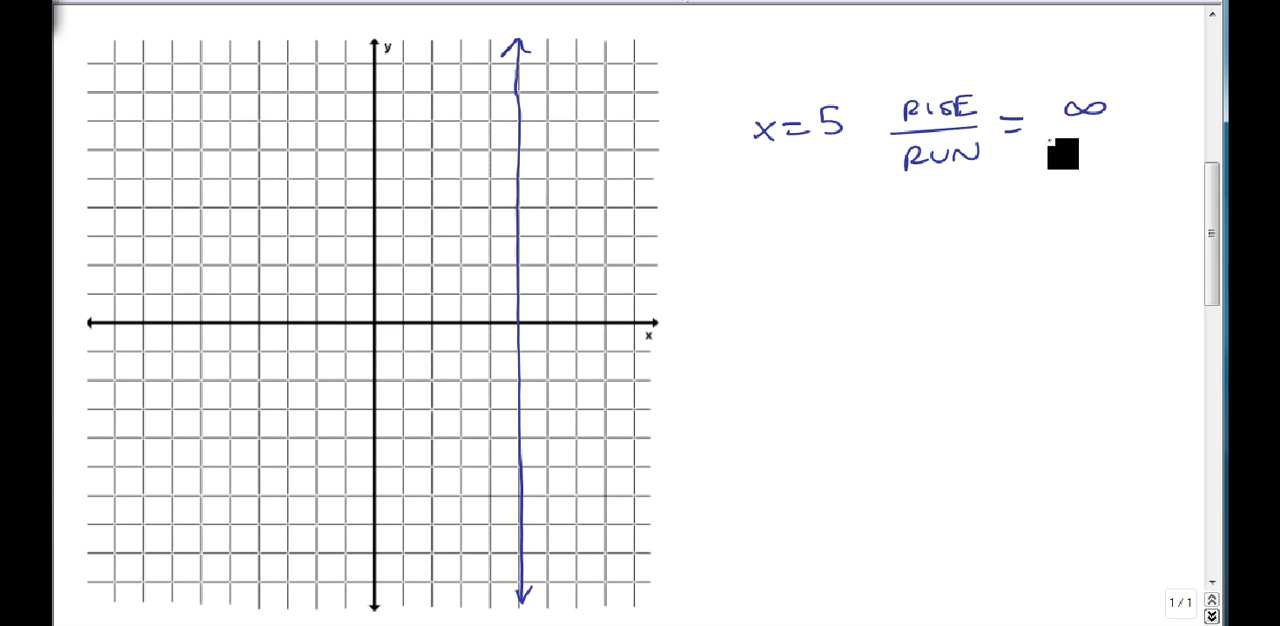 y
x
x = 5 RISE/RUN = ∞
1 / 1